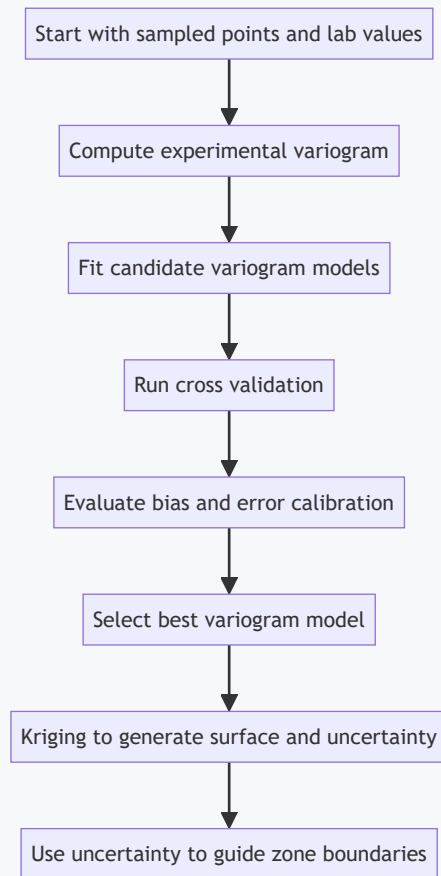 Start with sampled points and lab values
Compute experimental variogram
Fit candidate variogram models
Run cross validation
Evaluate bias and error calibration
Select best variogram model
Kriging to generate surface and uncertainty
Use uncertainty to guide zone boundaries